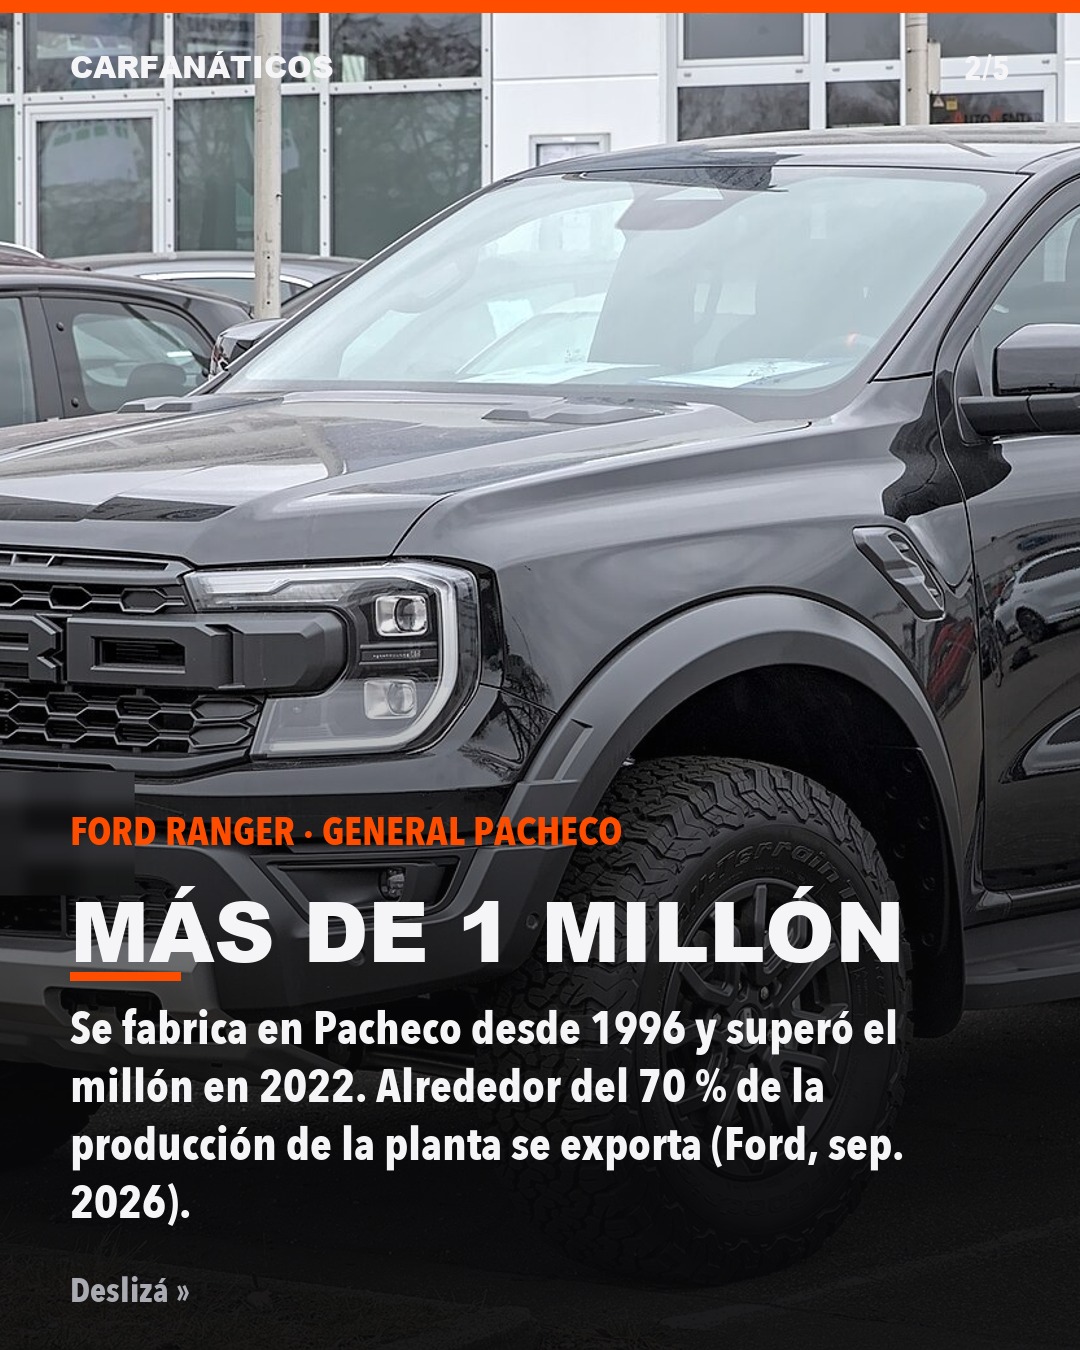 CARFANÁTICOS
2/5
FORD RANGER · GENERAL PACHECO
MÁS DE 1 MILLÓN
Se fabrica en Pacheco desde 1996 y superó el
millón en 2022. Alrededor del 70 % de la
producción de la planta se exporta (Ford, sep.
2026).
Deslizá »